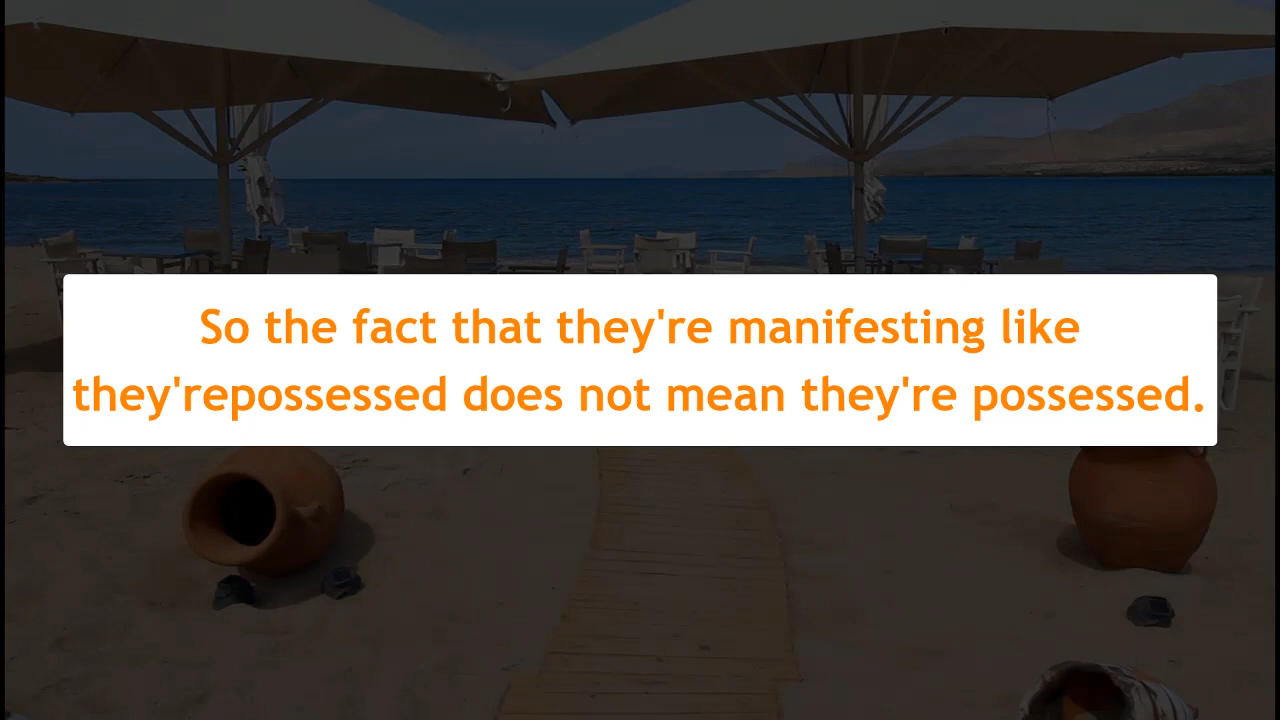 So the fact that they're manifesting like
they'repossessed does not mean they're possessed.